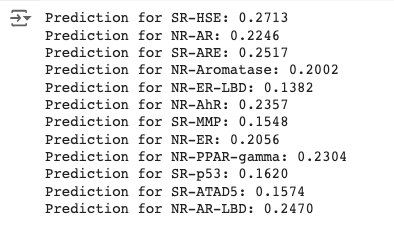 Prediction for SR-HSE: 0.2713
Prediction for NR-AR: 0.2246
Prediction for SR-ARE: 0.2517
Prediction for NR-Aromatase: 0.2002
Prediction for NR-ER-LBD: 0.1382
Prediction for NR-AhR: 0.2357
Prediction for SR-MMP: 0.1548
Prediction for NR-ER: 0.2056
Prediction for NR-PPAR-gamma: 0.2304
Prediction for SR-p53: 0.1620
Prediction for SR-ATAD5: 0.1574
Prediction for NR-AR-LBD: 0.2470